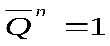 Q̅ⁿ =1